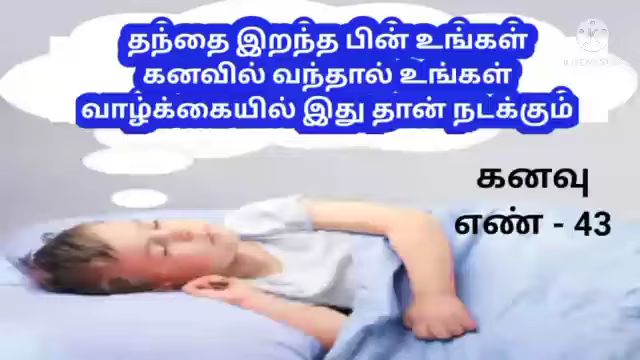 தந்தை இறந்த பின் உங்கள்
கனவில் வந்தால் உங்கள்
வாழ்க்கையில் இது தான் நடக்கும்
கனவு
எண் - 43